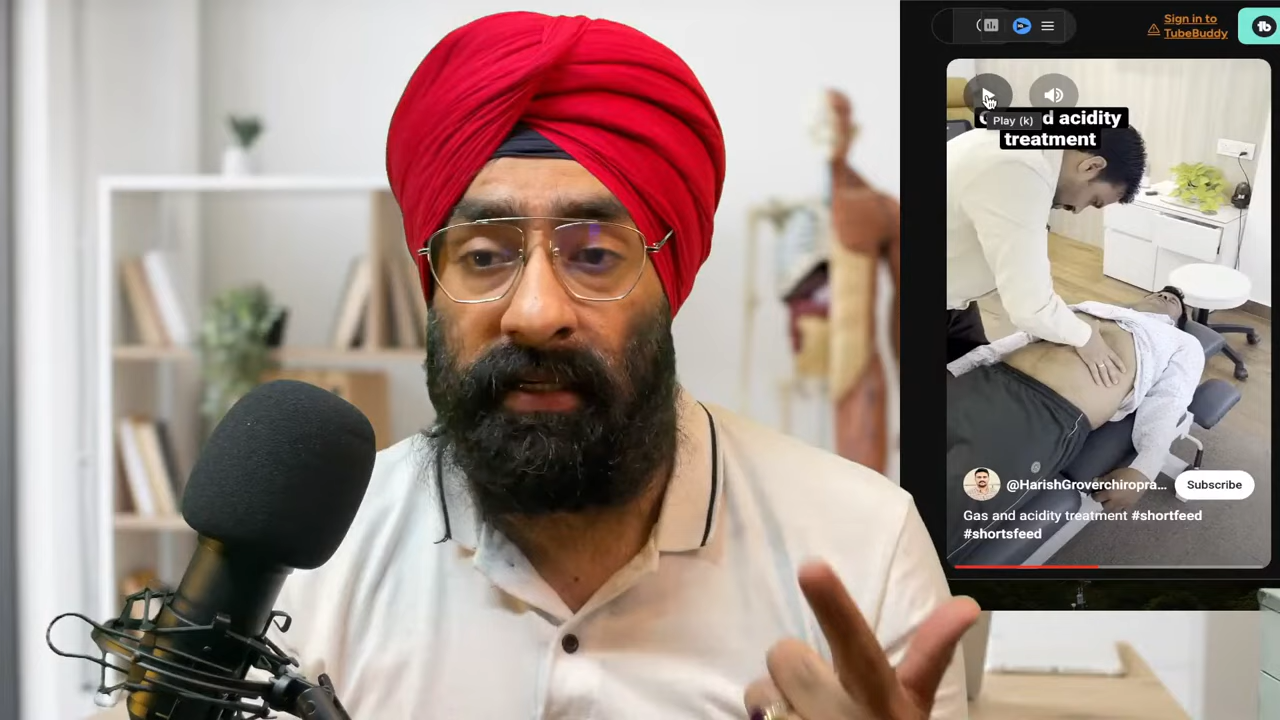 Sign in to
TubeBuddy
Play (k)
d acidity
treatment
@HarishGroverchiropra...
Subscribe
Gas and acidity treatment #shortfeed
#shortsfeed